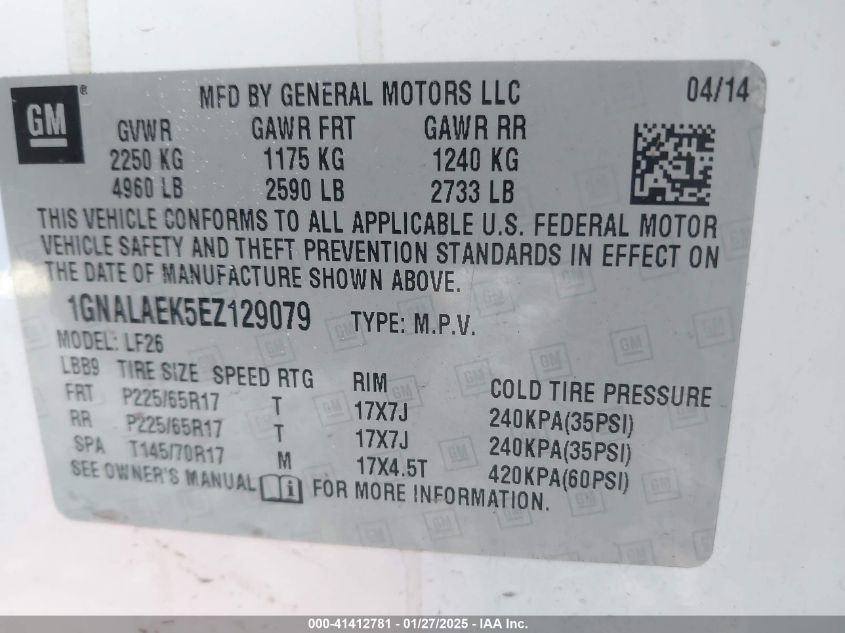 GM ® MFD BY GENERAL MOTORS LLC 04/14
GVWR GAWR FRT GAWR RR
2250 KG 1175 KG 1240 KG
4960 LB 2590 LB 2733 LB
THIS VEHICLE CONFORMS TO ALL APPLICABLE U.S. FEDERAL MOTOR
VEHICLE SAFETY AND THEFT PREVENTION STANDARDS IN EFFECT ON
THE DATE OF MANUFACTURE SHOWN ABOVE.
1GNALAEK5EZ129079 TYPE: M.P.V.
MODEL: LF26
LBB9 TIRE SIZE SPEED RTG RIM COLD TIRE PRESSURE
FRT P225/65R17 T 17X7J 240KPA(35PSI)
RR P225/65R17 T 17X7J 240KPA(35PSI)
SPA T145/70R17 M 17X4.5T 420KPA(60PSI)
SEE OWNER'S MANUAL i FOR MORE INFORMATION.
000-41412781 - 01/27/2025 - IAA Inc.